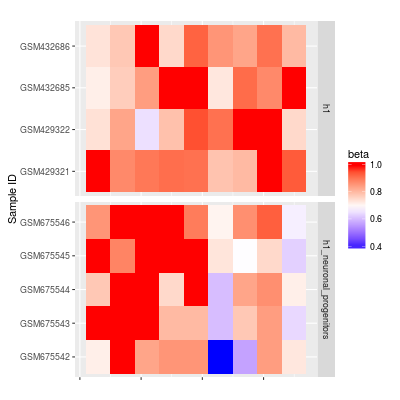 GSM432686
GSM432685
GSM429322
GSM429321
h1
GSM675546
GSM675545
GSM675544
GSM675543
GSM675542
h1_neuronal_progenitors
Sample ID
beta
1.0
0.8
0.6
0.4